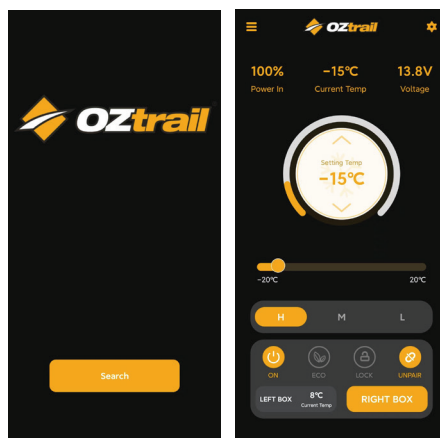 OZtrail
Search
OZtrail
100% -15°C 13.8V
Power In Current Temp Voltage
Setting Temp
-15°C
-20°C 20°C
H M L
ON ECO LOCK UNPAIR
LEFT BOX 8°C Current Temp RIGHT BOX